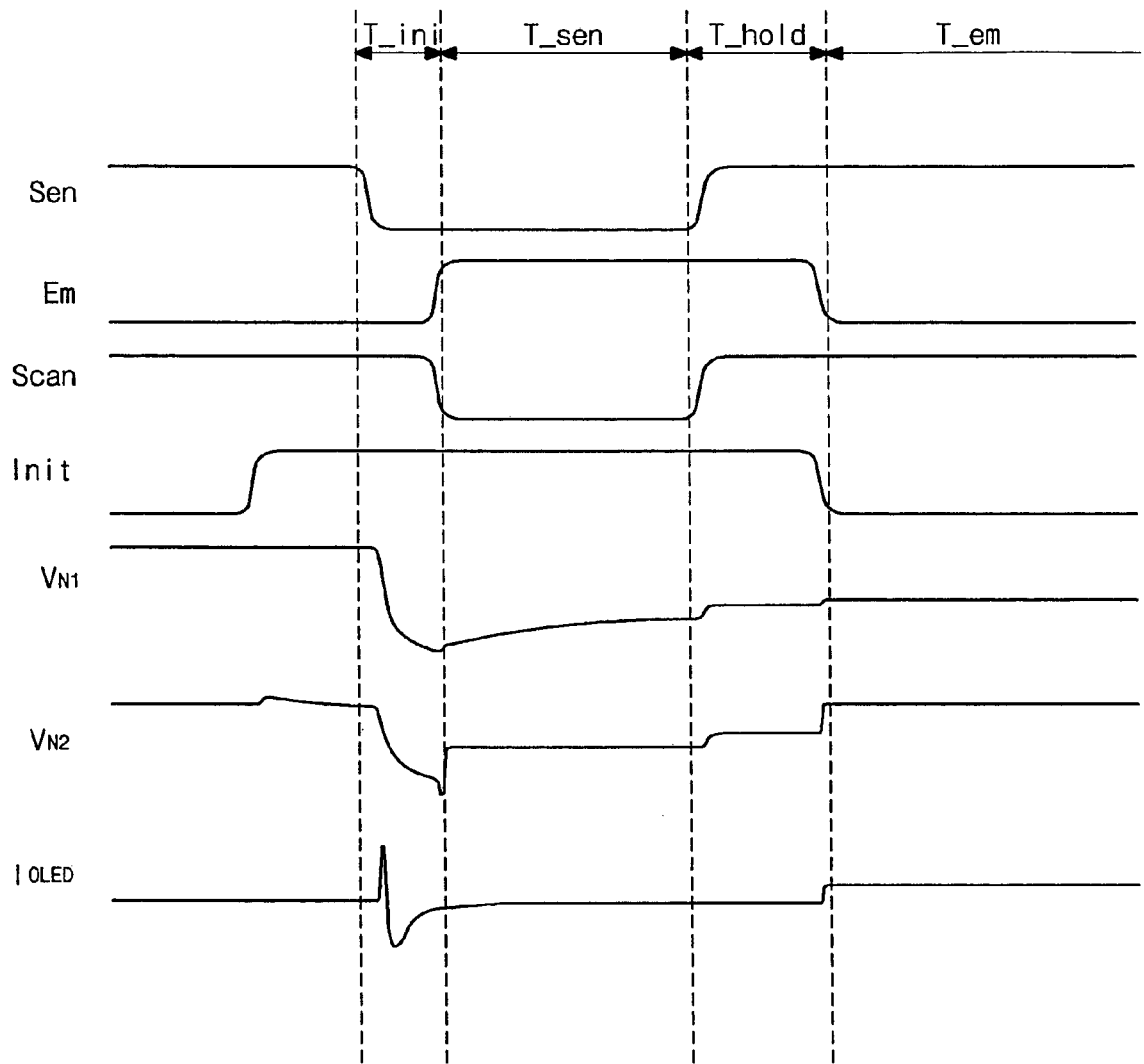 T_ini T_sen T_hold T_em
Sen
Em
Scan
Init
VN1
VN2
IOLED